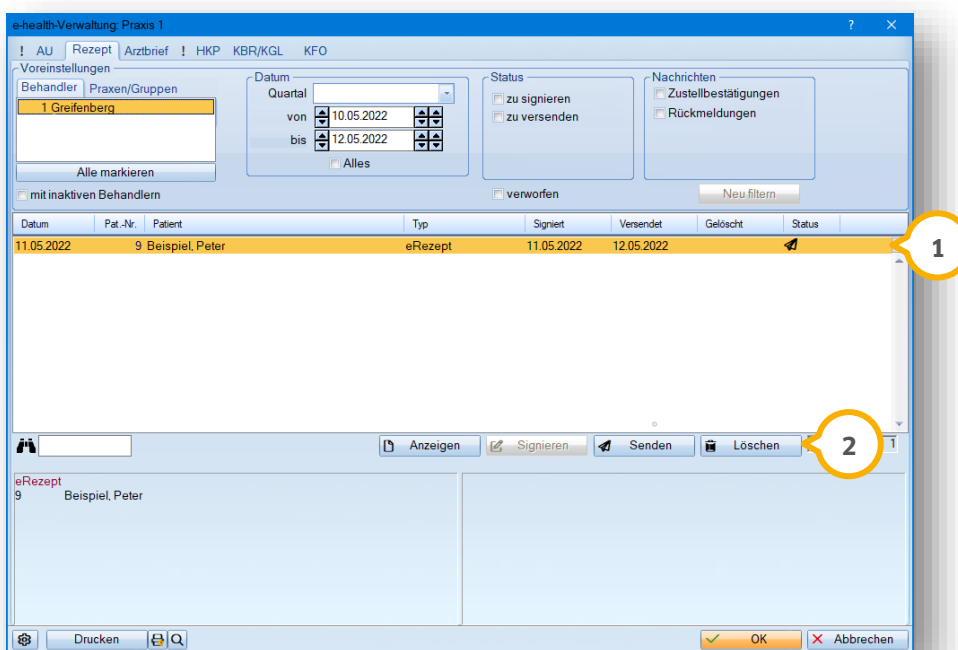 e-health-Verwaltung: Praxis 1 ?
! AU Rezept Arztbrief ! HKP KBR/KGL KFO
Voreinstellungen
Behandler Praxen/Gruppen
1 Greifenberg
Alle markieren
mit inaktiven Behandlern
Datum
Quartal
von 10.05.2022
bis 12.05.2022
Alles
Status
zu signieren
zu versenden
verworfen
Nachrichten
Zustellbestätigungen
Rückmeldungen
Neu filtern
Datum Pat.-Nr. Patient Typ Signiert Versendet Gelöscht Status
11.05.2022 9 Beispiel, Peter eRezept 11.05.2022 12.05.2022
1
Anzeigen Signieren Senden Löschen 1
2
eRezept
9 Beispiel, Peter
Drucken OK Abbrechen